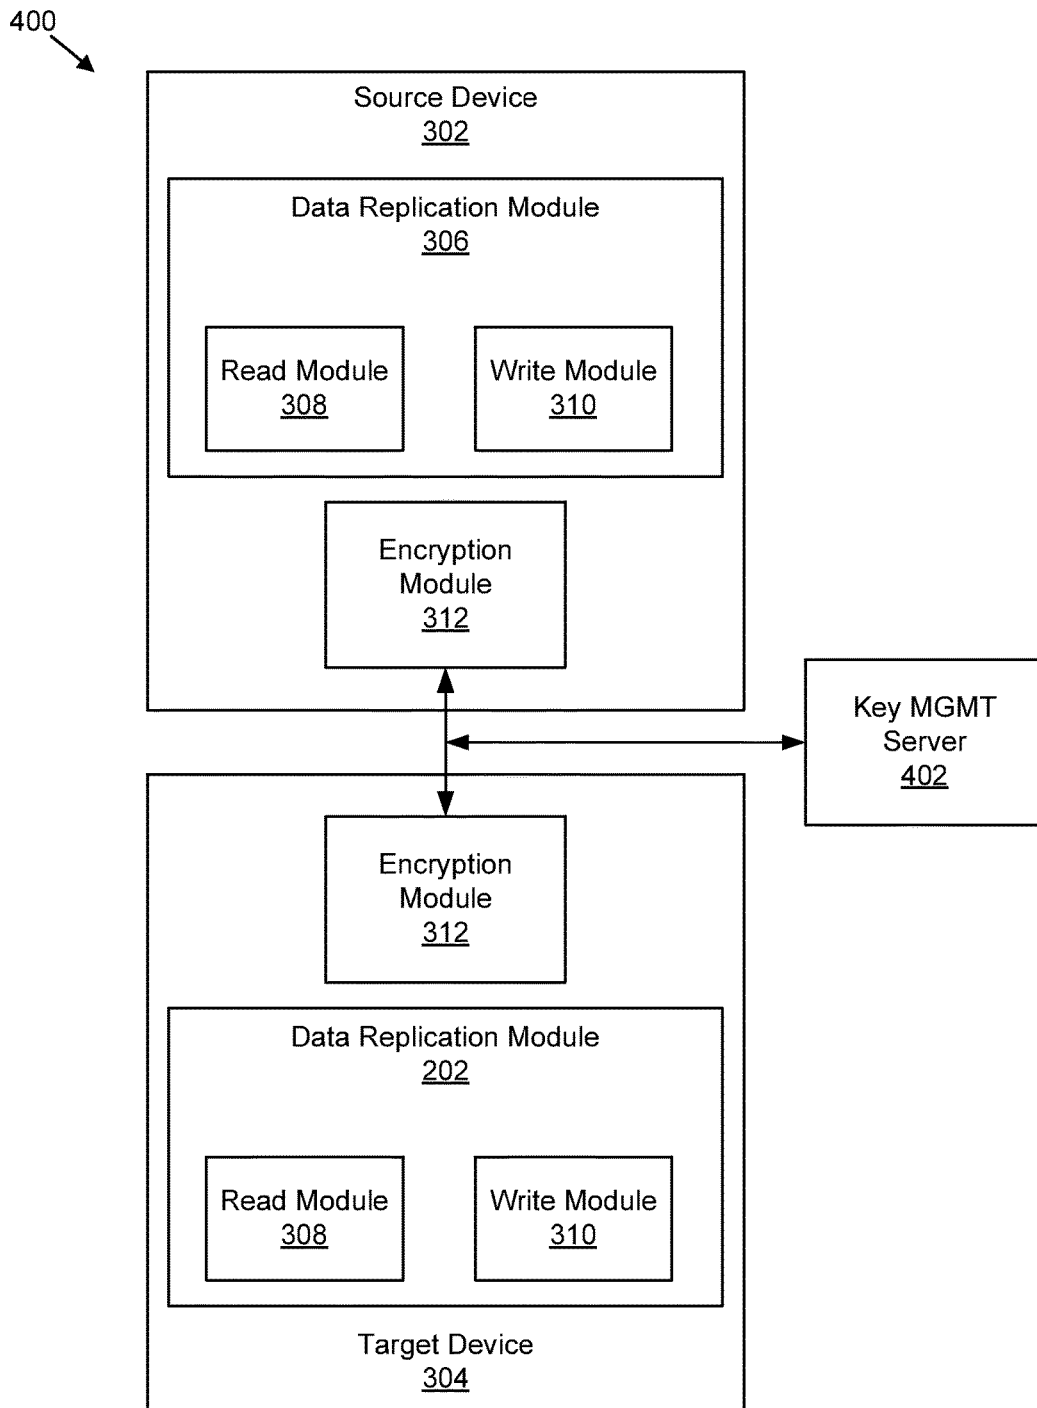 400
Source Device
302
Data Replication Module
306
Read Module
308
Write Module
310
Encryption
Module
312
Key MGMT
Server
402
Encryption
Module
312
Data Replication Module
202
Read Module
308
Write Module
310
Target Device
304